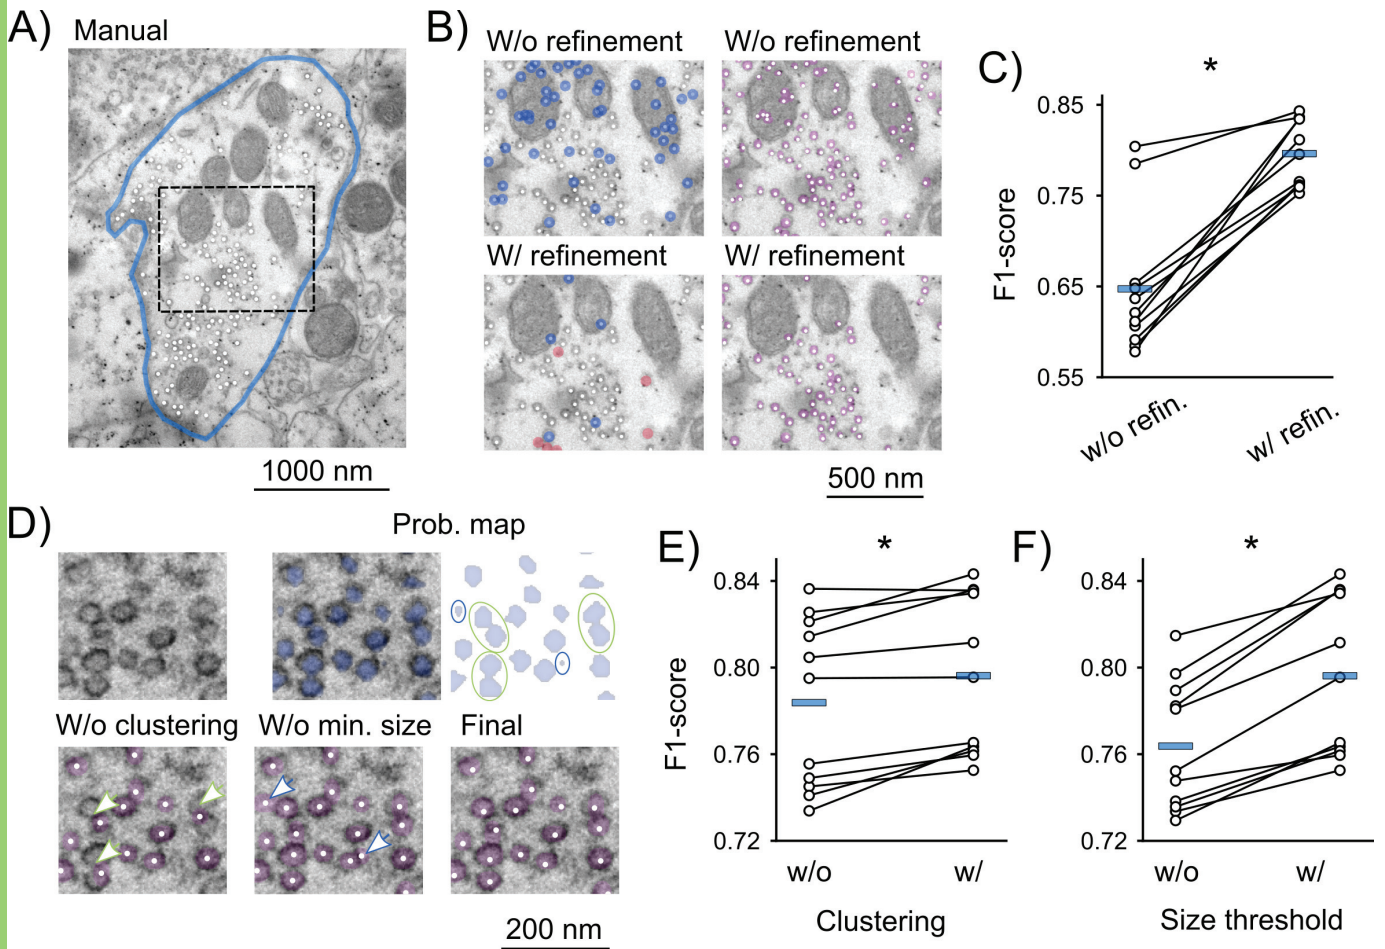 A) Manual
1000 nm
B) W/o refinement W/o refinement
W/ refinement W/ refinement
500 nm
C) *
F1-score
0.85
0.75
0.65
0.55
w/o refin. w/ refin.
D) Prob. map
W/o clustering W/o min. size Final
200 nm
E) *
F1-score
0.84
0.80
0.76
0.72
w/o w/
Clustering
F) *
0.84
0.80
0.76
0.72
w/o w/
Size threshold